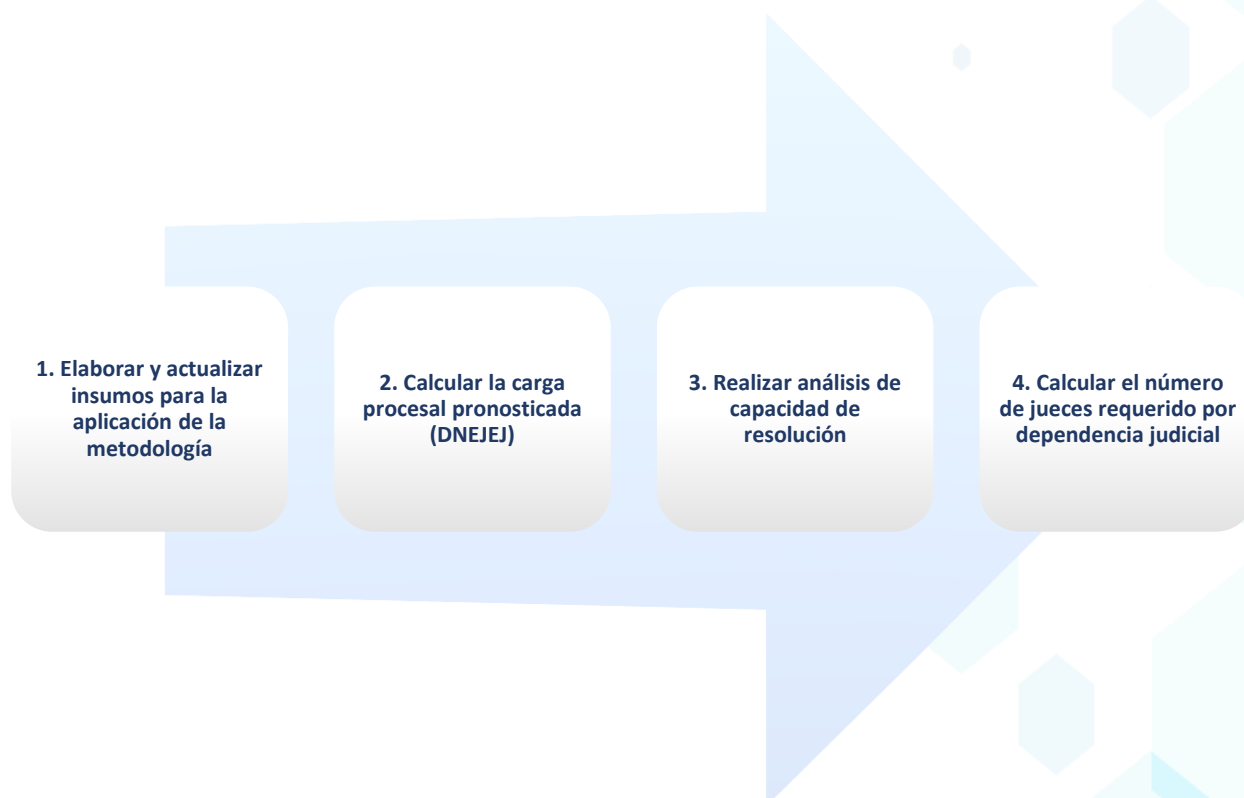 1. Elaborar y actualizar
insumos para la
aplicación de la
metodología
2. Calcular la carga
procesal pronosticada
(DNEJEJ)
3. Realizar análisis de
capacidad de
resolución
4. Calcular el número
de jueces requerido por
dependencia judicial